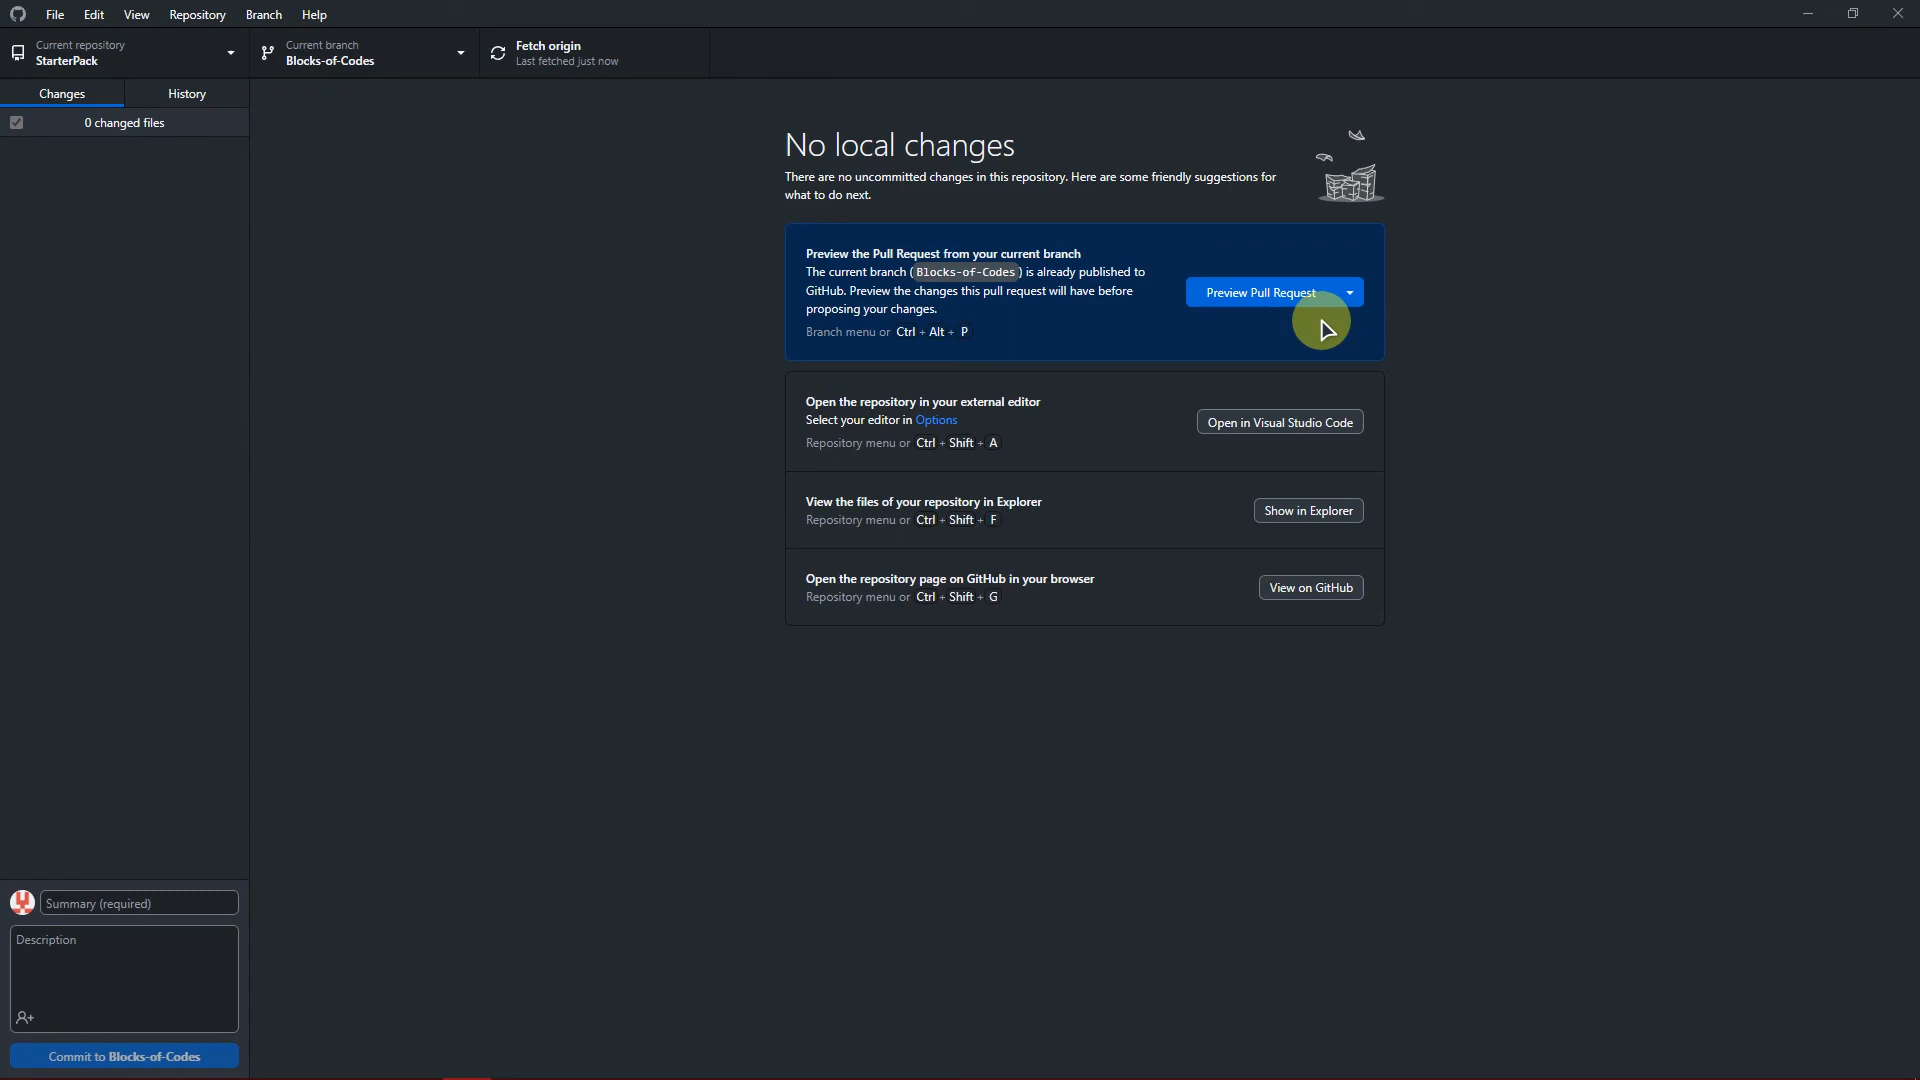 File Edit View Repository Branch Help
Current repository
StarterPack
Current branch
Blocks-of-Codes
Fetch origin
Last fetched just now
Changes
History
0 changed files
No local changes
There are no uncommitted changes in this repository. Here are some friendly suggestions for
what to do next.
Preview the Pull Request from your current branch
The current branch ( Blocks-of-Codes ) is already published to
GitHub. Preview the changes this pull request will have before
proposing your changes.
Branch menu or Ctrl + Alt + P
Preview Pull Request
Open the repository in your external editor
Select your editor in Options
Repository menu or Ctrl + Shift + A
Open in Visual Studio Code
View the files of your repository in Explorer
Repository menu or Ctrl + Shift + F
Show in Explorer
Open the repository page on GitHub in your browser
Repository menu or Ctrl + Shift + G
View on GitHub
Summary (required)
Description
Commit to Blocks-of-Codes